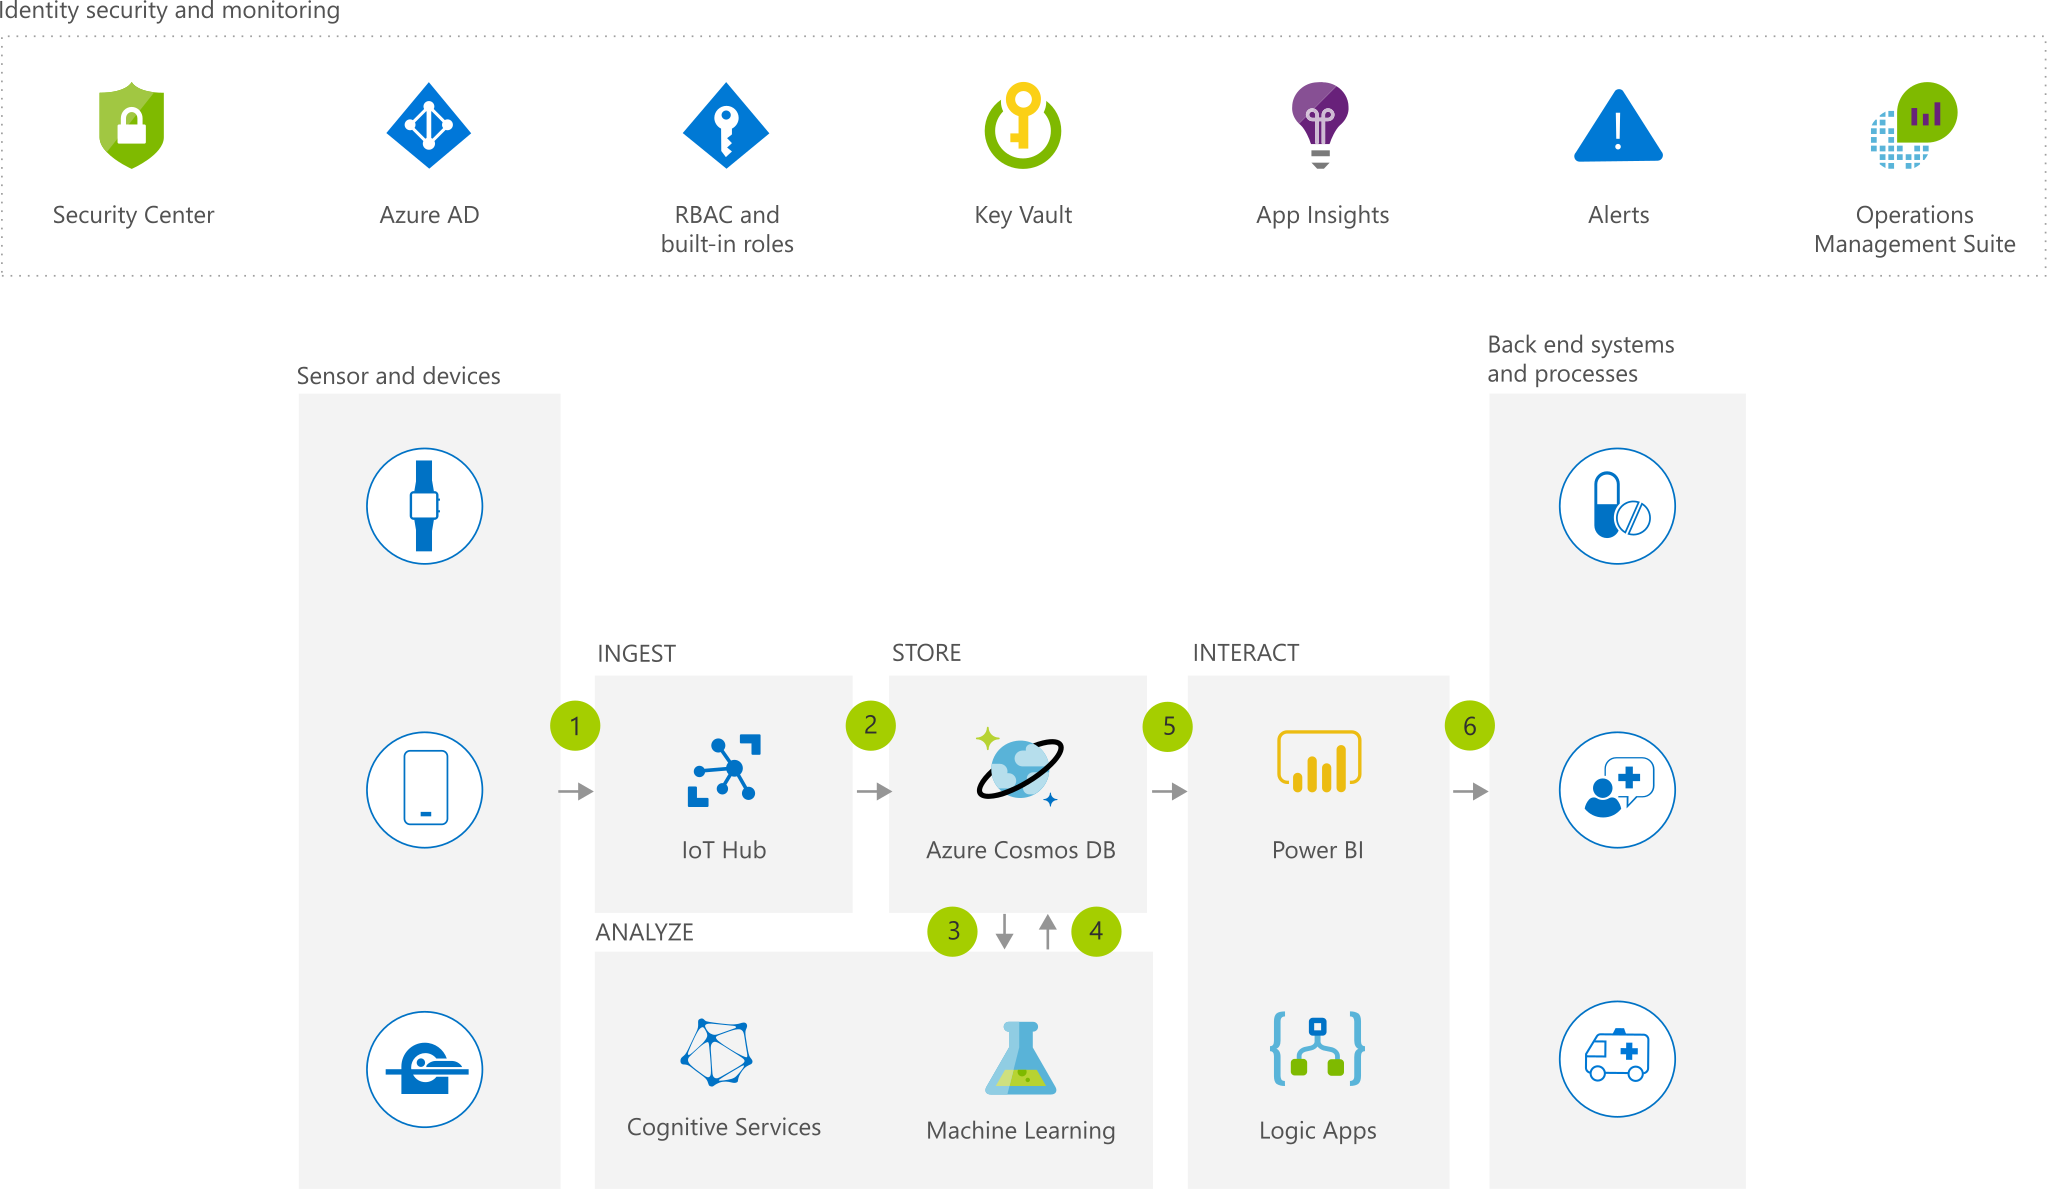 Identity security and monitoring
Security Center
Azure AD
RBAC and
built-in roles
Key Vault
App Insights
Alerts
Operations
Management Suite
Sensor and devices
Back end systems
and processes
INGEST
STORE
INTERACT
1
2
5
6
IoT Hub
Azure Cosmos DB
Power BI
ANALYZE
3
4
Cognitive Services
Machine Learning
Logic Apps